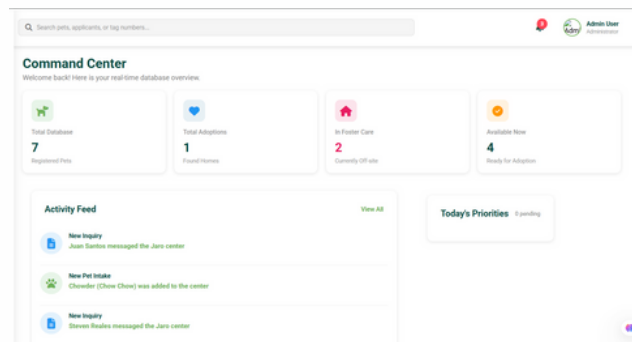 Search pets, applicants, or tag numbers...
3
Adm
Admin User
Administrator
Command Center
Welcome back! Here is your real-time database overview.
Total Database
7
Registered Pets
Total Adoptions
1
Found Homes
In Foster Care
2
Currently Off-site
Available Now
4
Ready for Adoption
Activity Feed
View All
New Inquiry
Juan Santos messaged the Jaro center
New Pet Intake
Chowder (Chow Chow) was added to the center
New Inquiry
Steven Reales messaged the Jaro center
Today's Priorities
0 pending